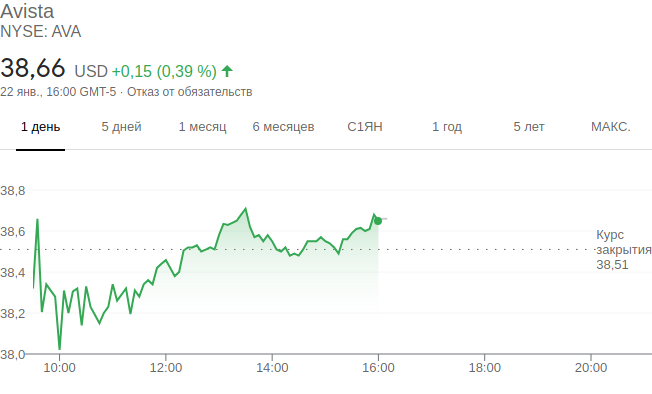 Avista
NYSE: AVA
38,66 USD +0,15 (0,39 %)
22 янв., 16:00 GMT-5 · Отказ от обязательств
1 день 5 дней 1 месяц 6 месяцев С1ЯН 1 год 5 лет МАКС.
38,8
38,6
Курс
закрытия
38,51
38,4
38,2
38,0
10:00 12:00 14:00 16:00 18:00 20:00